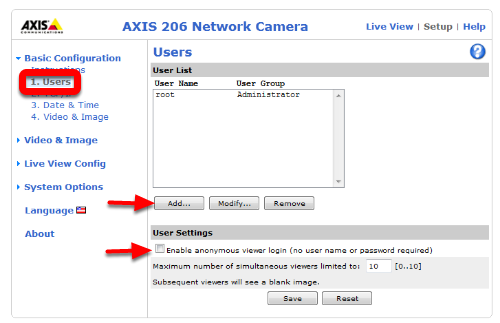 AXIS
COMMUNICATIONS
AXIS 206 Network Camera
Live View | Setup | Help
Basic Configuration
Instructions
1. Users
3. Date & Time
4. Video & Image
Video & Image
Live View Config
System Options
Language
About
Users
?
User List
User Name User Group
root Administrator
Add... Modify... Remove
User Settings
Enable anonymous viewer login (no user name or password required)
Maximum number of simultaneous viewers limited to: 10 [0..10]
Subsequent viewers will see a blank image.
Save Reset